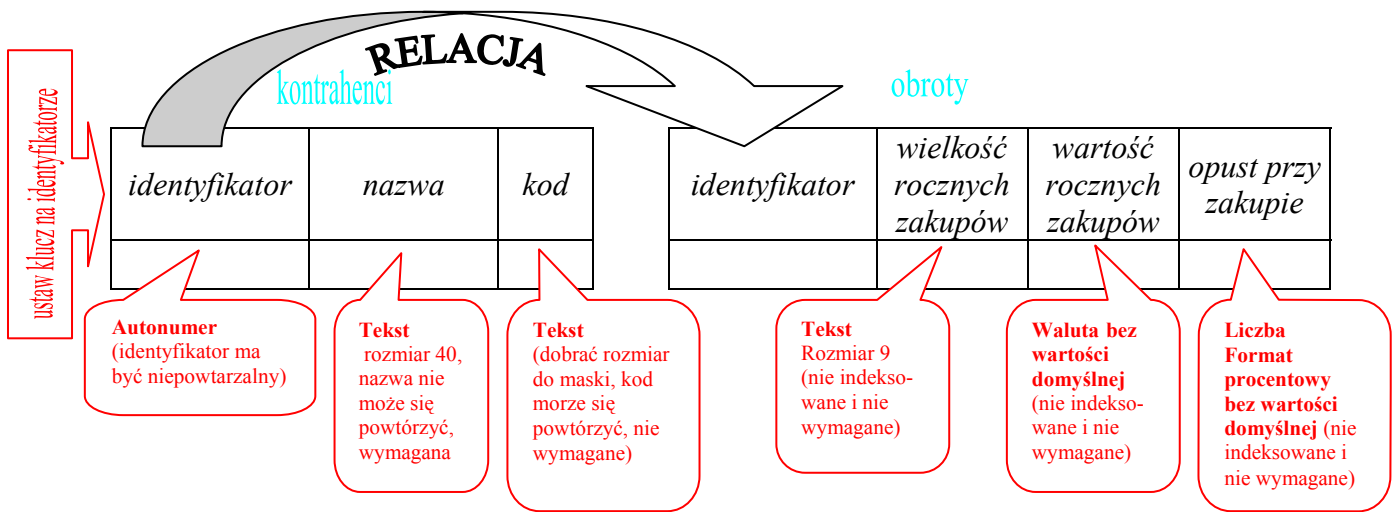 RELACJA
kontrahenci
obroty
ustaw klucz na identyfikatorze
identyfikator
nazwa
kod
identyfikator
wielkość
rocznych
zakupów
wartość
rocznych
zakupów
opust przy
zakupie
Autonumer
(identyfikator ma
być niepowtarzalny)
Tekst
rozmiar 40,
nazwa nie
może się
powtórzyć,
wymagana
Tekst
(dobrać rozmiar
do maski, kod
morze się
powtórzyć, nie
wymagane)
Tekst
Rozmiar 9
(nie indekso-
wane i nie
wymagane)
Waluta bez
wartości
domyślnej
(nie indekso-
wane i nie
wymagane)
Liczba
Format
procentowy
bez wartości
domyślnej (nie
indeksowane i
nie wymagane)